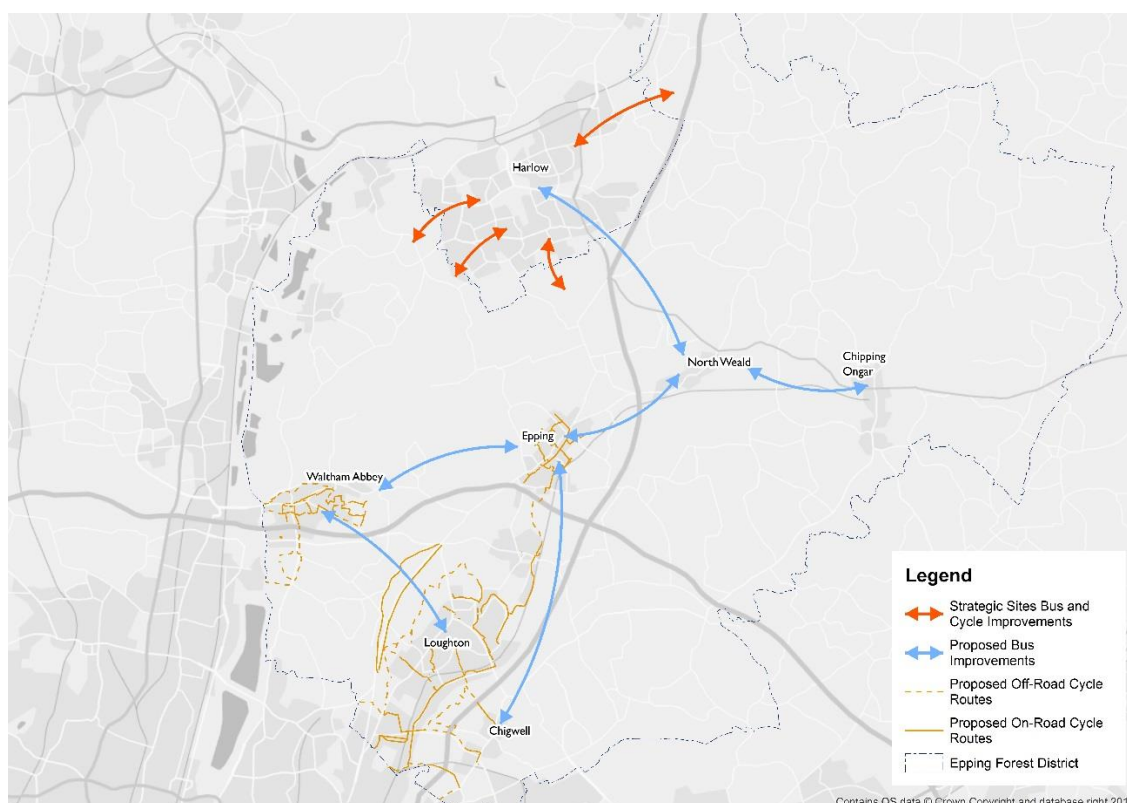 Harlow
North Weald
Chipping
Ongar
Epping
Waltham Abbey
Loughton
Chigwell
Legend
Strategic Sites Bus and
Cycle Improvements
Proposed Bus
Improvements
Proposed Off-Road Cycle
Routes
Proposed On-Road Cycle
Routes
Epping Forest District
Contains OS data © Crown Copyright and database right 201